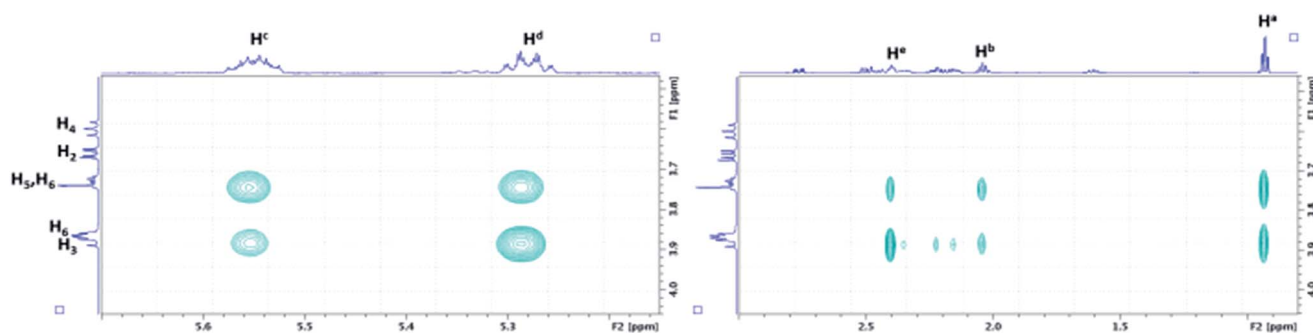 Hᶜ
Hᵈ
H₄
H₂
H₅,H₆
H₆
H₃
F1 [ppm]
3.7
3.8
3.9
4.0
5.6
5.5
5.4
5.3
F2 [ppm]
Hᵉ
Hᵇ
Hᵃ
F1 [ppm]
3.7
3.8
3.9
4.0
2.5
2.0
1.5
F2 [ppm]